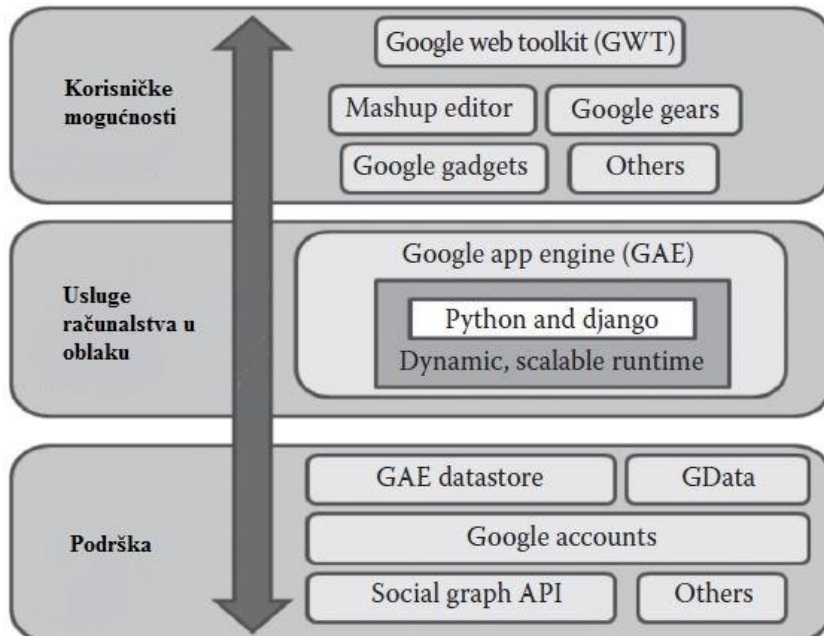 Korisničke
mogućnosti
Google web toolkit (GWT)
Mashup editor
Google gears
Google gadgets
Others
Usluge
računalstva u
oblaku
Google app engine (GAE)
Python and django
Dynamic, scalable runtime
Podrška
GAE datastore
GData
Google accounts
Social graph API
Others